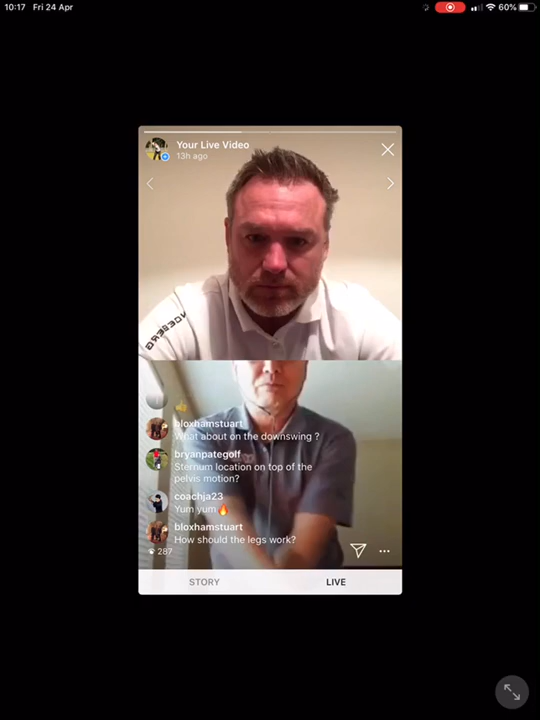 10:17 Fri 24 Apr 60%
Your Live Video
13h ago
ICEBERG
bloxhamstuart
What about on the downswing ?
bryanpategolf
Sternum location on top of the
pelvis motion?
coachja23
Yum yum🔥
bloxhamstuart
How should the legs work?
287
STORY LIVE